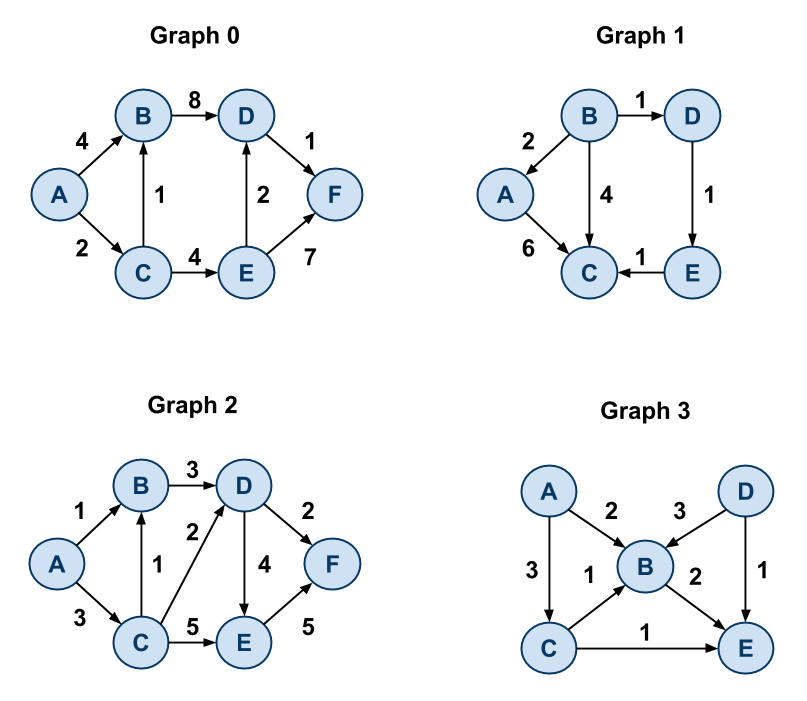 Graph 0
B 8 D
4 1
A 1 2 F
2 7
C 4 E
Graph 1
B 1 D
2
A 4 1
6
C 1 E
Graph 2
B 3 D
1 2 2
A 1 4 F
3 5
C 5 E
Graph 3
A D
2 3
3 1 B 2 1
C 1 E